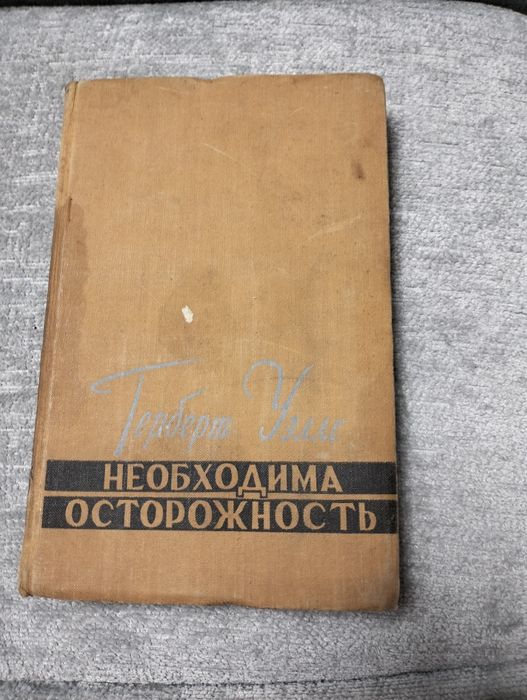 Герберт Уэллс
НЕОБХОДИМА
ОСТОРОЖНОСТЬ